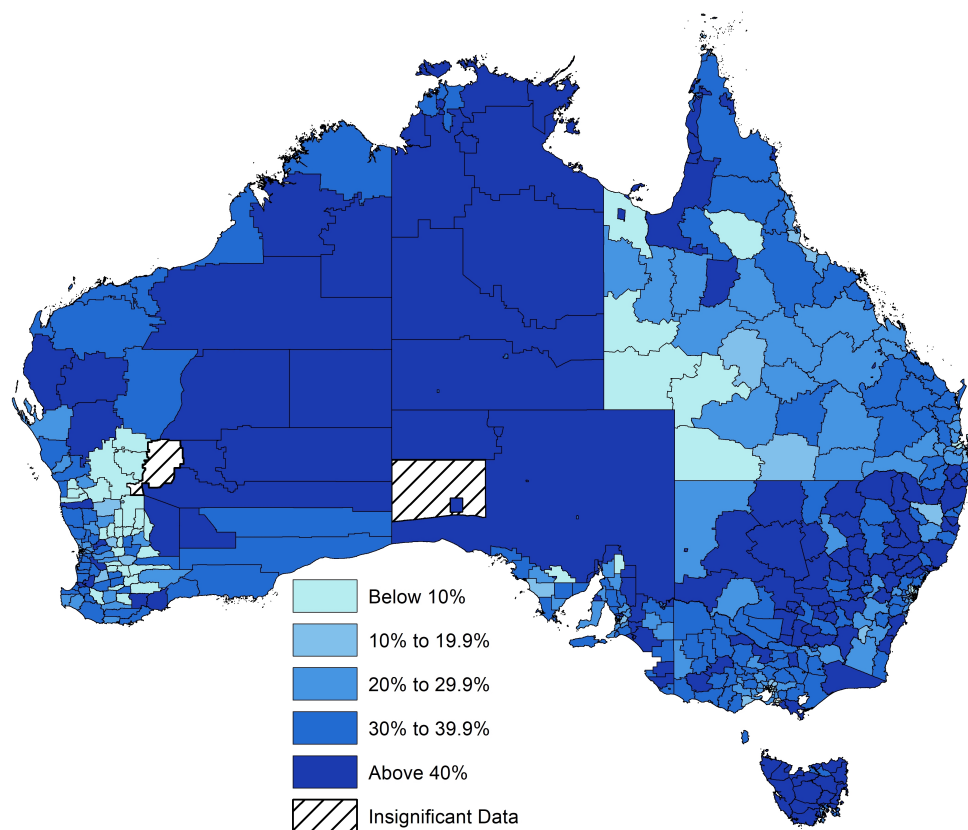 Below 10%
10% to 19.9%
20% to 29.9%
30% to 39.9%
Above 40%
Insignificant Data